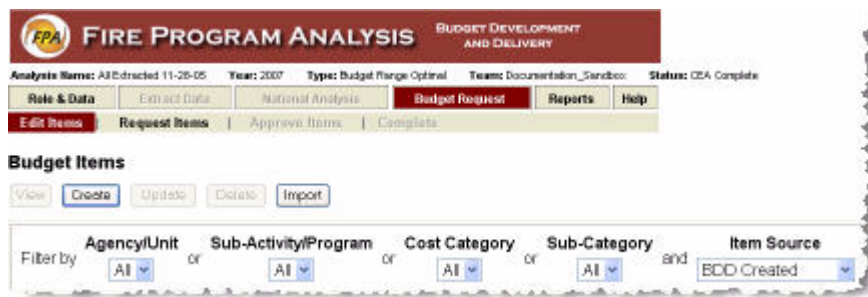 FPA FIRE PROGRAM ANALYSIS BUDGET DEVELOPMENT
AND DELIVERY
Analysis Name: All Extracted 11-28-05 Year: 2007 Type: Budget Range Optimal Team: Documentation_Sandbox Status: CEA Complete
Role & Data Extract Data National Analysis Budget Request Reports Help
Edit Items | Request Items | Approve Items | Complete
Budget Items
View Create Update Delete Import
Agency/Unit Sub-Activity/Program Cost Category Sub-Category Item Source
Filter by All or All or All or All and BDD Created